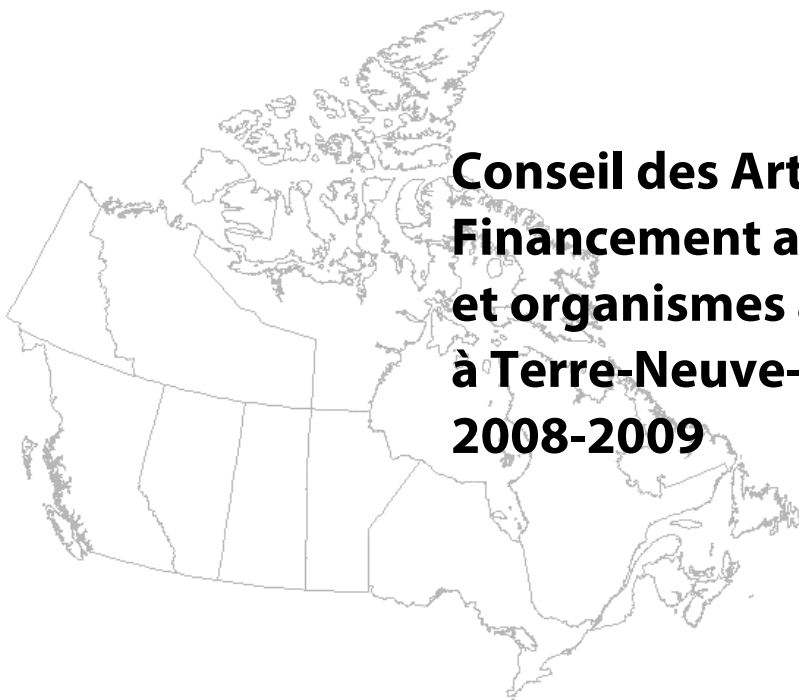 Conseil des Art
Financement a
et organismes a
à Terre-Neuve-
2008-2009